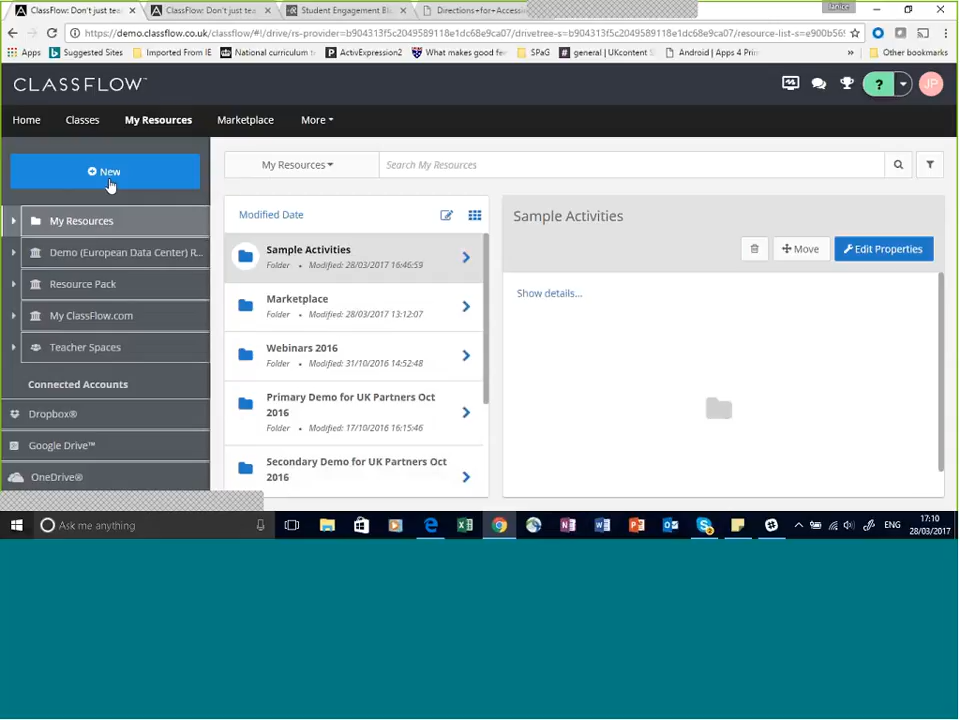 ClassFlow: Don't just tea
ClassFlow: Don't just tea
Student Engagement Bl
Directions+for+Accessi
Janice
https://demo.classflow.co.uk/classflow/#!/drive/rs-provider=b904313f5c2049589118e1dc68e9ca07/drivetree-s=b904313f5c2049589118e1dc68e9ca07/resource-list-s=e900b56
Apps
Suggested Sites
Imported From IE
National curriculum
ActivExpression2
What makes good fe
SPaG
general | UKcontent S
Android | Apps 4 Prim
»
Other bookmarks
CLASSFLOW
?
JP
Home
Classes
My Resources
Marketplace
More
New
My Resources
Search My Resources
My Resources
Demo (European Data Center) R...
Resource Pack
My ClassFlow.com
Teacher Spaces
Connected Accounts
Dropbox®
Google Drive™
OneDrive®
Modified Date
Sample Activities
Folder • Modified: 28/03/2017 16:46:59
Marketplace
Folder • Modified: 28/03/2017 13:12:07
Webinars 2016
Folder • Modified: 31/10/2016 14:52:48
Primary Demo for UK Partners Oct
2016
Folder • Modified: 17/10/2016 16:15:46
Secondary Demo for UK Partners Oct
2016
Sample Activities
Move
Edit Properties
Show details...
Ask me anything
ENG
17:10
28/03/2017